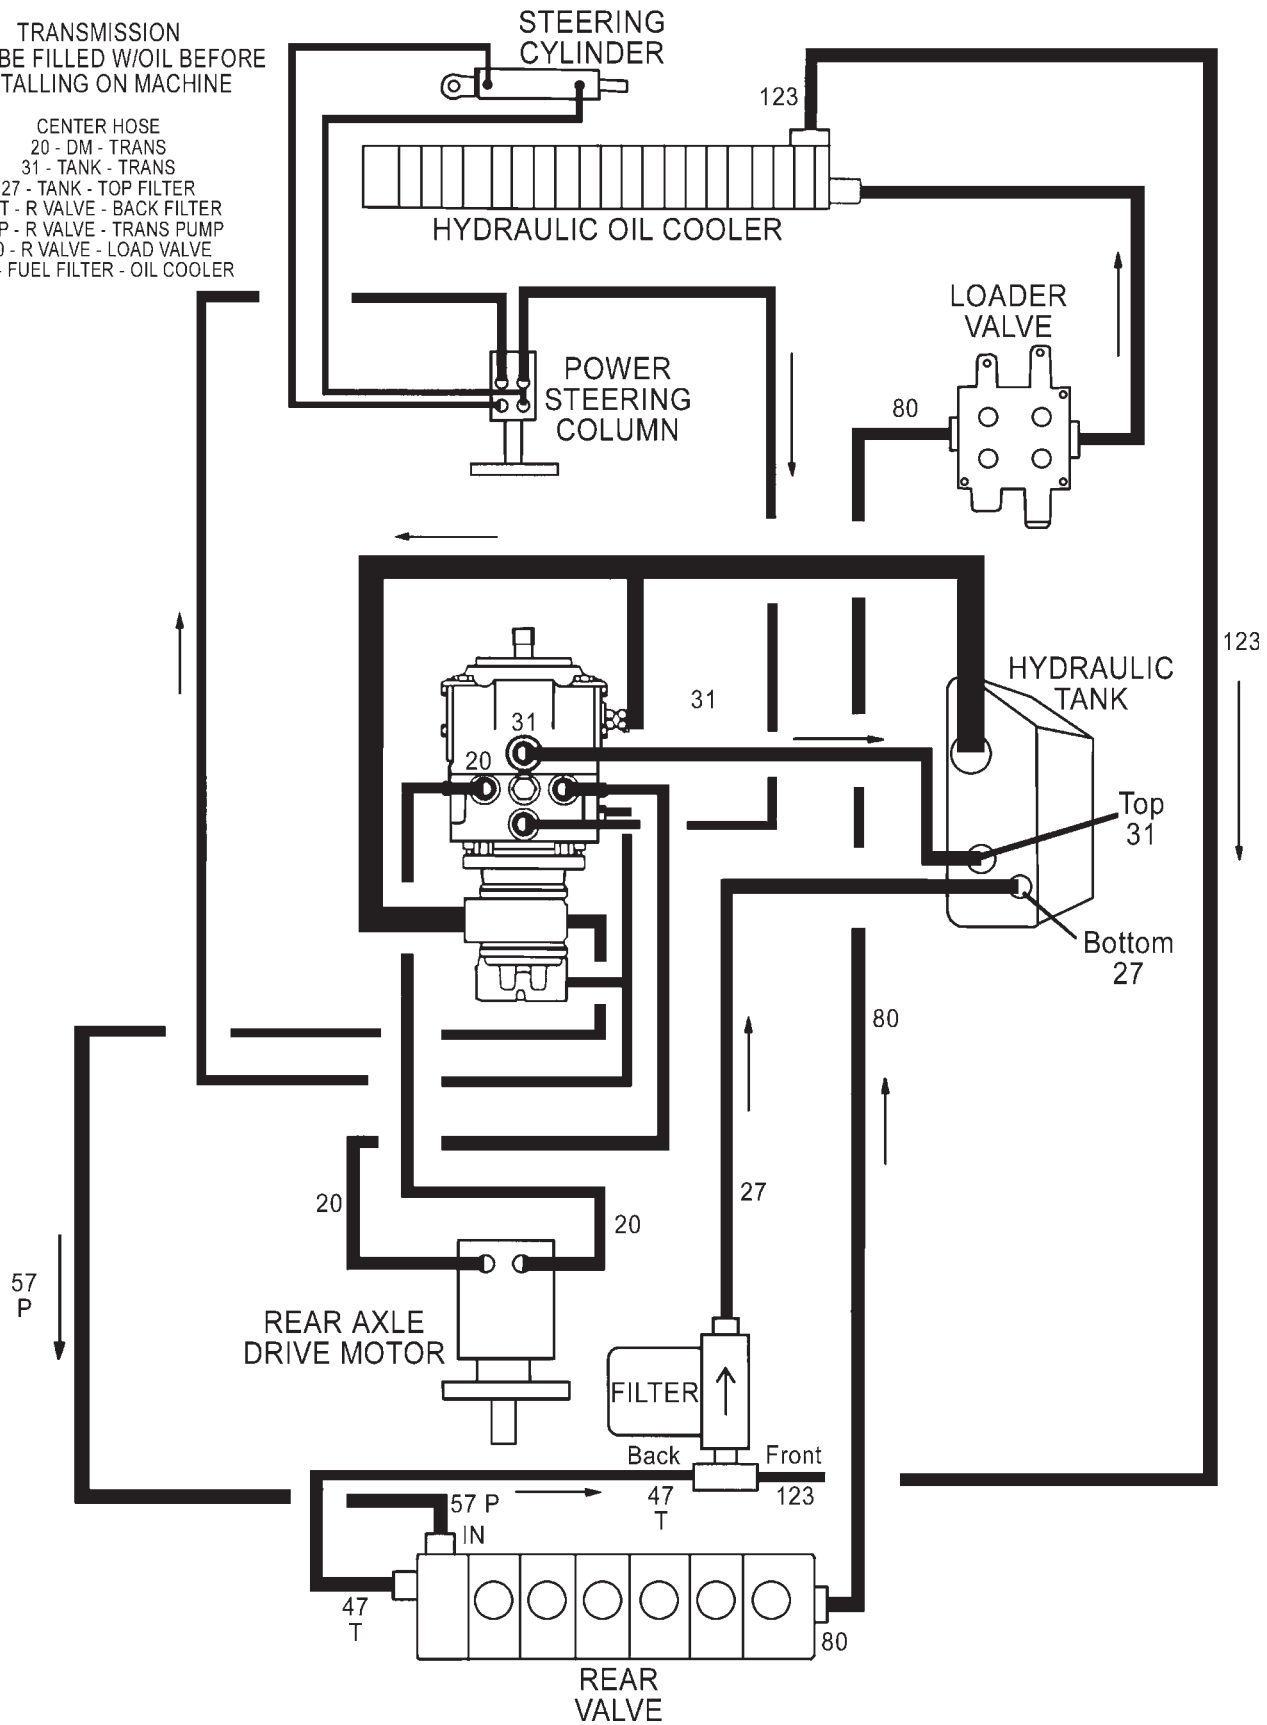 TRANSMISSION
BE FILLED W/OIL BEFORE
TALLING ON MACHINE
CENTER HOSE
20 - DM - TRANS
31 - TANK - TRANS
27 - TANK - TOP FILTER
T - R VALVE - BACK FILTER
P - R VALVE - TRANS PUMP
0 - R VALVE - LOAD VALVE
- FUEL FILTER - OIL COOLER
STEERING
CYLINDER
123
HYDRAULIC OIL COOLER
LOADER
VALVE
POWER
STEERING
COLUMN
80
123
HYDRAULIC
TANK
31
31
20
Top
31
Bottom
27
80
27
20
20
57
P
REAR AXLE
DRIVE MOTOR
FILTER
Back
Front
47
T
123
57 P
IN
47
T
80
REAR
VALVE